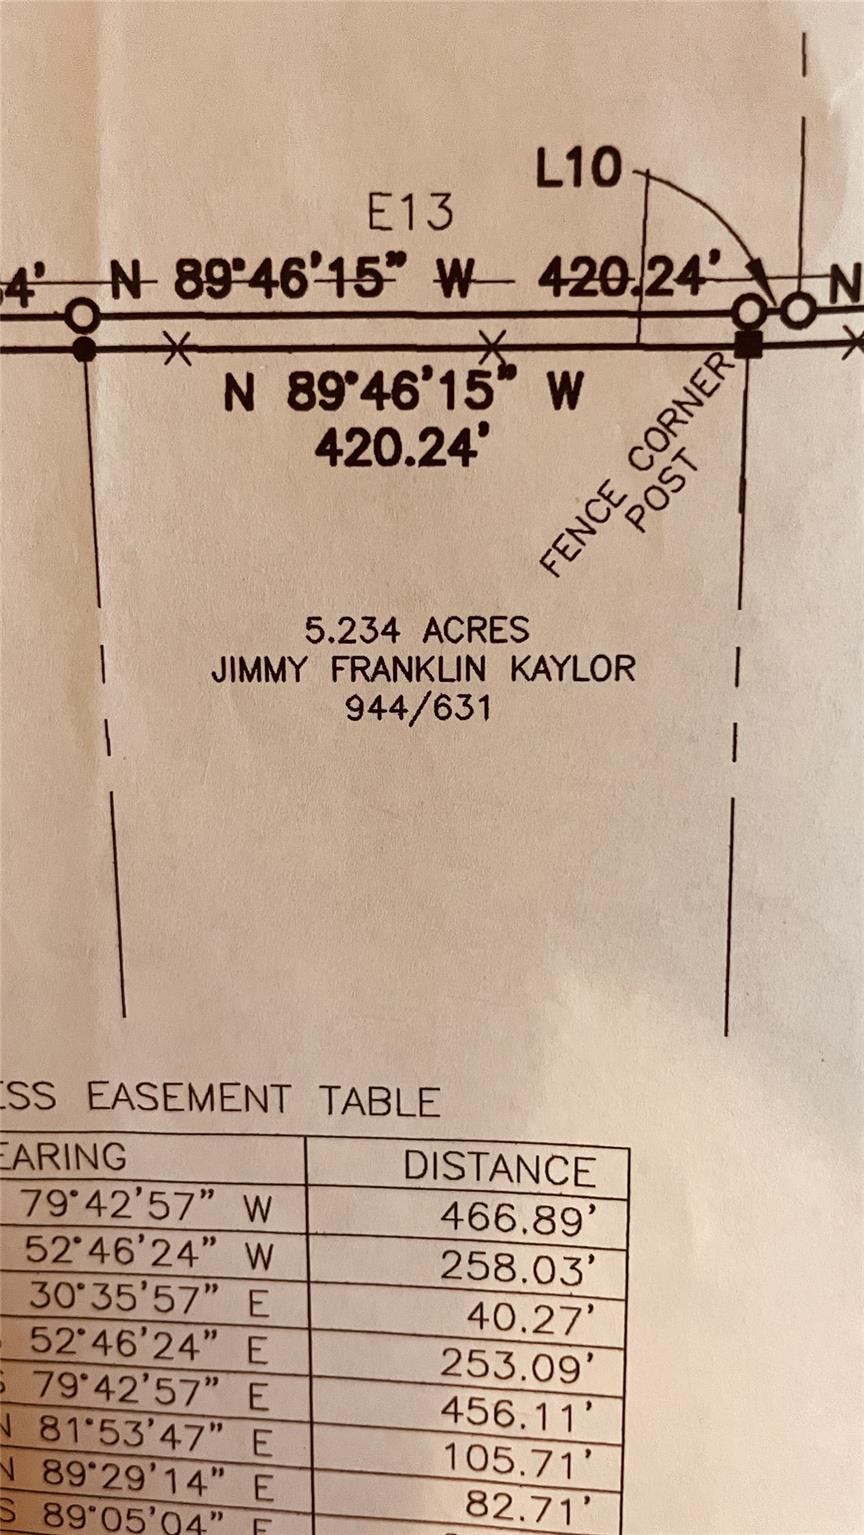 L10
E13
4' N 89°46'15" W 420.24' N
N 89°46'15" W
420.24'
FENCE CORNER
POST
5.234 ACRES
JIMMY FRANKLIN KAYLOR
944/631
ESS EASEMENT TABLE
EARING DISTANCE
79°42'57" W 466.89'
52°46'24" W 258.03'
30°35'57" E 40.27'
52°46'24" E 253.09'
S 79°42'57" E 456.11'
N 81°53'47" E 105.71'
N 89°29'14" E 82.71'
S 89°05'04" E